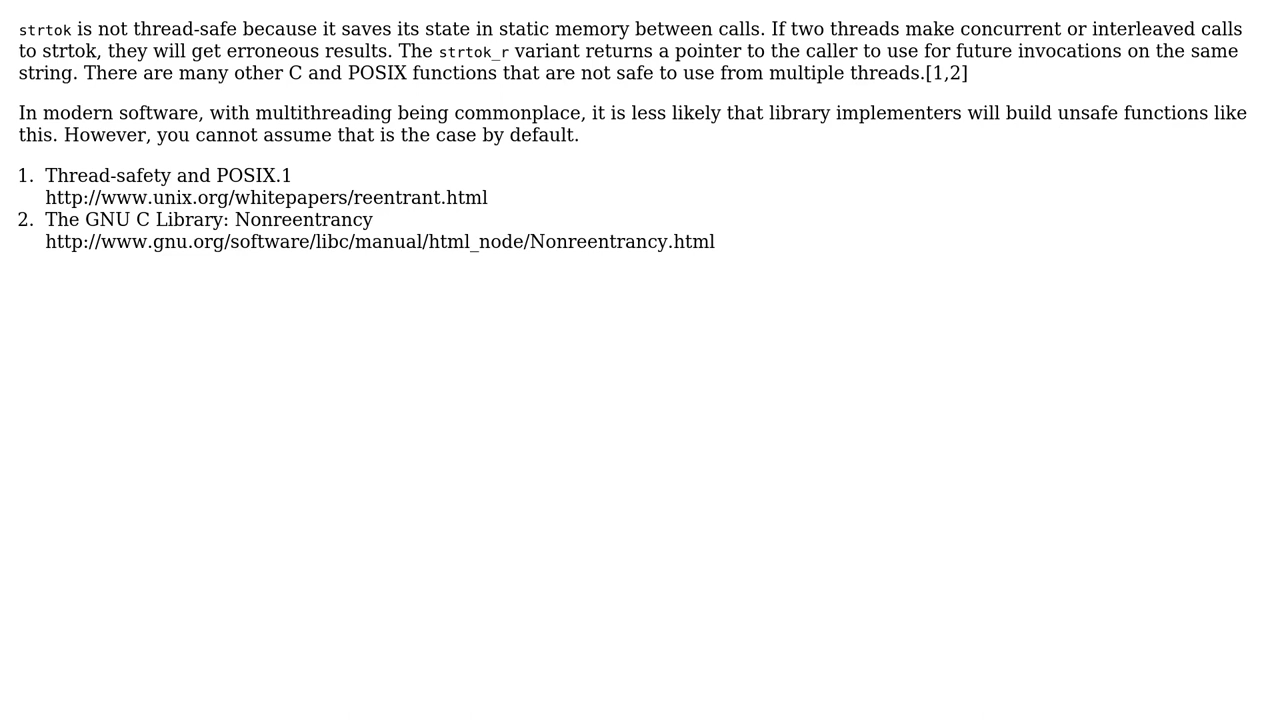 strtok is not thread-safe because it saves its state in static memory between calls. If two threads make concurrent or interleaved calls
to strtok, they will get erroneous results. The strtok_r variant returns a pointer to the caller to use for future invocations on the same
string. There are many other C and POSIX functions that are not safe to use from multiple threads.[1,2]
In modern software, with multithreading being commonplace, it is less likely that library implementers will build unsafe functions like
this. However, you cannot assume that is the case by default.
1. Thread-safety and POSIX.1
http://www.unix.org/whitepapers/reentrant.html
2. The GNU C Library: Nonreentrancy
http://www.gnu.org/software/libc/manual/html_node/Nonreentrancy.html